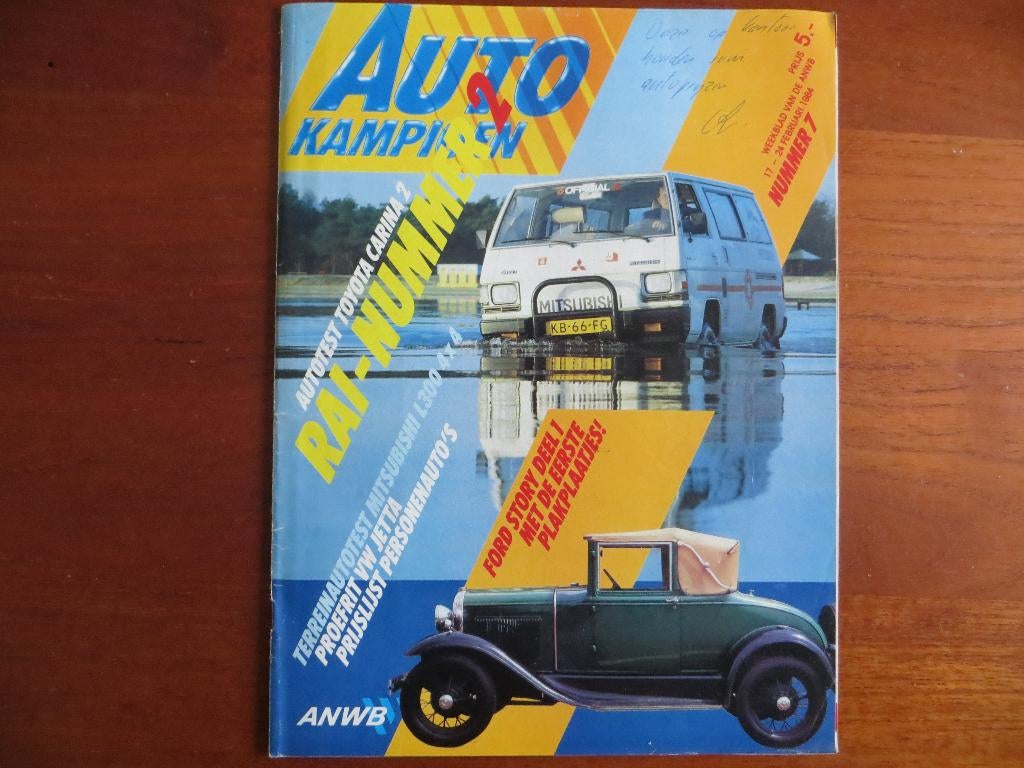 AUTO
KAMPIOEN
PRIJS 5.-
WEEKBLAD VAN DE ANWB
17 - 24 FEBRUARI 1984
NUMMER 7
AUTOTEST TOYOTA CARINA 2
RAI-NUMMER 2
TERREINAUTOTEST MITSUBISHI L300 4x4
PROEFRIT VW JETTA
PRIJSLIJST PERSONENAUTO'S
OFFICIAL
MITSUBISHI
KB-66-FG
FORD STORY DEEL 1
MET DE EERSTE
PLAKPLAATJES!
ANWB